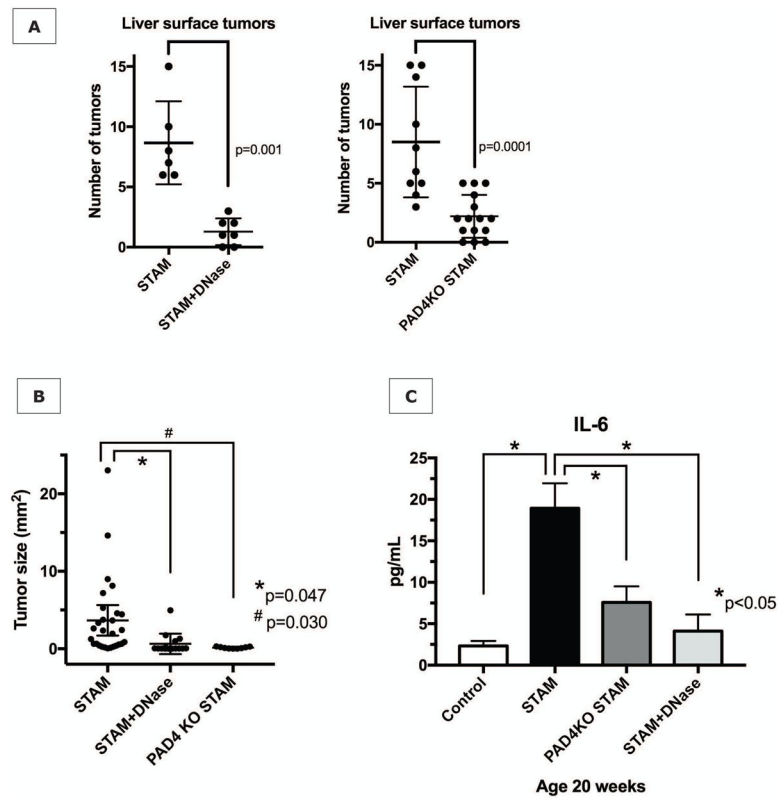 A
Liver surface tumors
Number of tumors
15
10
5
0
p=0.001
STAM
STAM+DNase
Liver surface tumors
Number of tumors
15
10
5
0
p=0.0001
STAM
PAD4KO STAM
B
#
*
Tumor size (mm²)
20
10
0
* p=0.047
# p=0.030
STAM
STAM+DNase
PAD4 KO STAM
C
IL-6
* *
*
pg/mL
25
20
15
10
5
0
* p<0.05
Control
STAM
PAD4KO STAM
STAM+DNase
Age 20 weeks